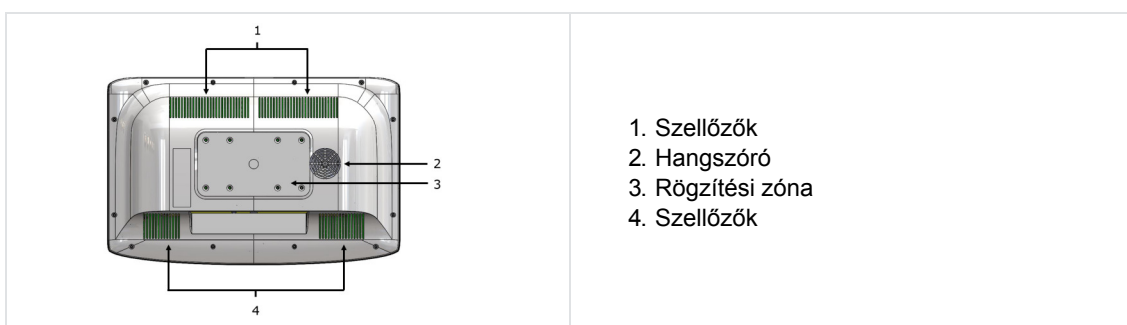 1
2
3
4
1. Szellőzők
2. Hangszóró
3. Rögzítési zóna
4. Szellőzők